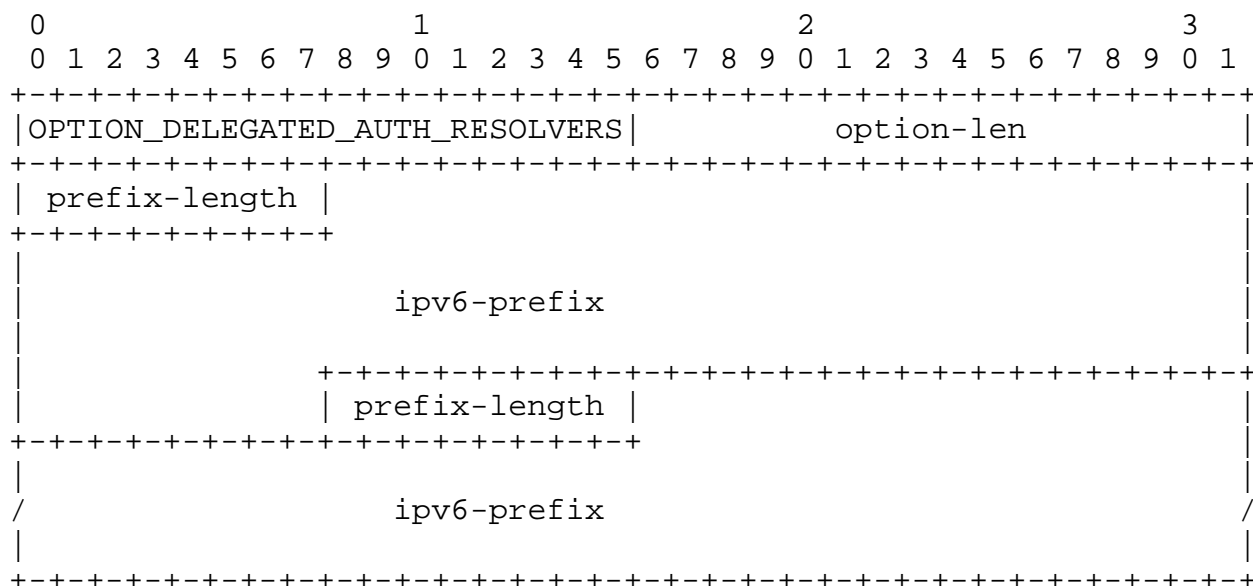 0                   1                   2                   3
 0 1 2 3 4 5 6 7 8 9 0 1 2 3 4 5 6 7 8 9 0 1 2 3 4 5 6 7 8 9 0 1
+-+-+-+-+-+-+-+-+-+-+-+-+-+-+-+-+-+-+-+-+-+-+-+-+-+-+-+-+-+-+-+-+
|OPTION_DELEGATED_AUTH_RESOLVERS|          option-len           |
+-+-+-+-+-+-+-+-+-+-+-+-+-+-+-+-+-+-+-+-+-+-+-+-+-+-+-+-+-+-+-+-+
| prefix-length |                                               |
+-+-+-+-+-+-+-+-+                                               |
|                                                               |
|                   ipv6-prefix                                 |
|                                                               |
|               +-+-+-+-+-+-+-+-+-+-+-+-+-+-+-+-+-+-+-+-+-+-+-+-+
|               | prefix-length |                               |
+-+-+-+-+-+-+-+-+-+-+-+-+-+-+-+-+                               |
|                                                               |
/                   ipv6-prefix                                 /
|                                                               |
+-+-+-+-+-+-+-+-+-+-+-+-+-+-+-+-+-+-+-+-+-+-+-+-+-+-+-+-+-+-+-+-+